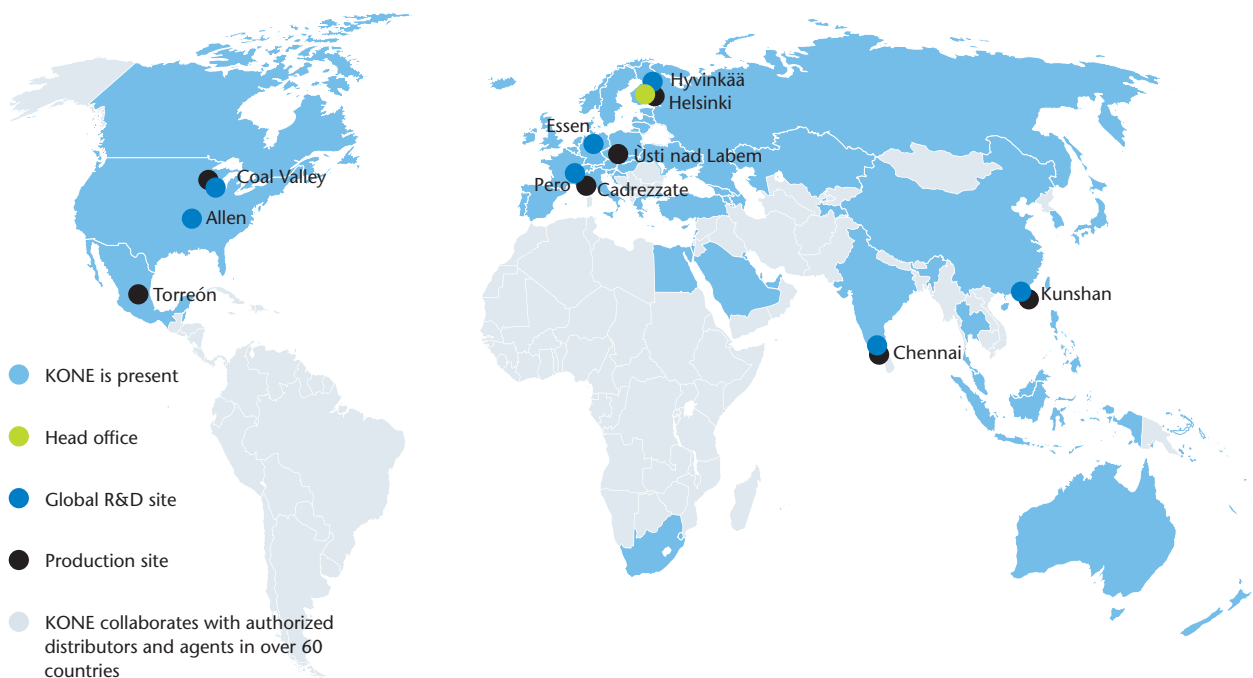 Hyvinkää
Helsinki
Essen
Ùsti nad Labem
Coal Valley
Pero
Cadrezzate
Allen
Torreón
Kunshan
Chennai
KONE is present
Head office
Global R&D site
Production site
KONE collaborates with authorized
distributors and agents in over 60
countries